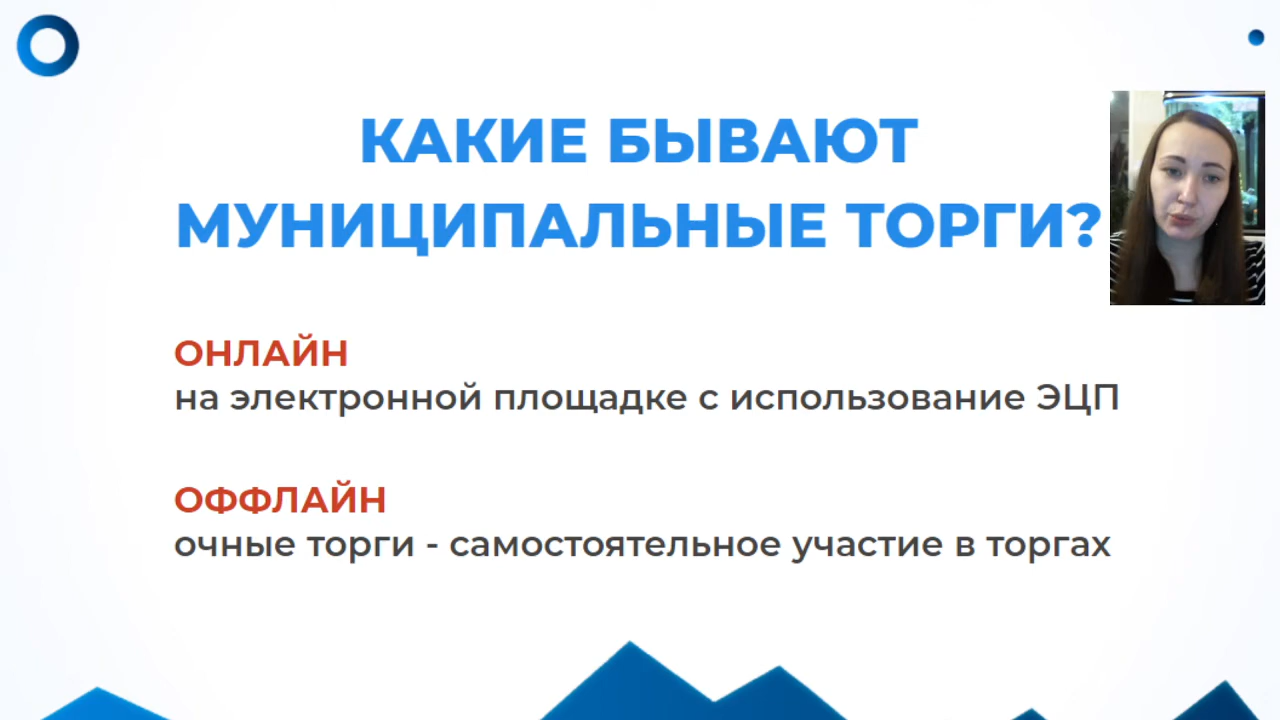 КАКИЕ БЫВАЮТ
МУНИЦИПАЛЬНЫЕ ТОРГИ?
ОНЛАЙН
на электронной площадке с использование ЭЦП
ОФФЛАЙН
очные торги - самостоятельное участие в торгах